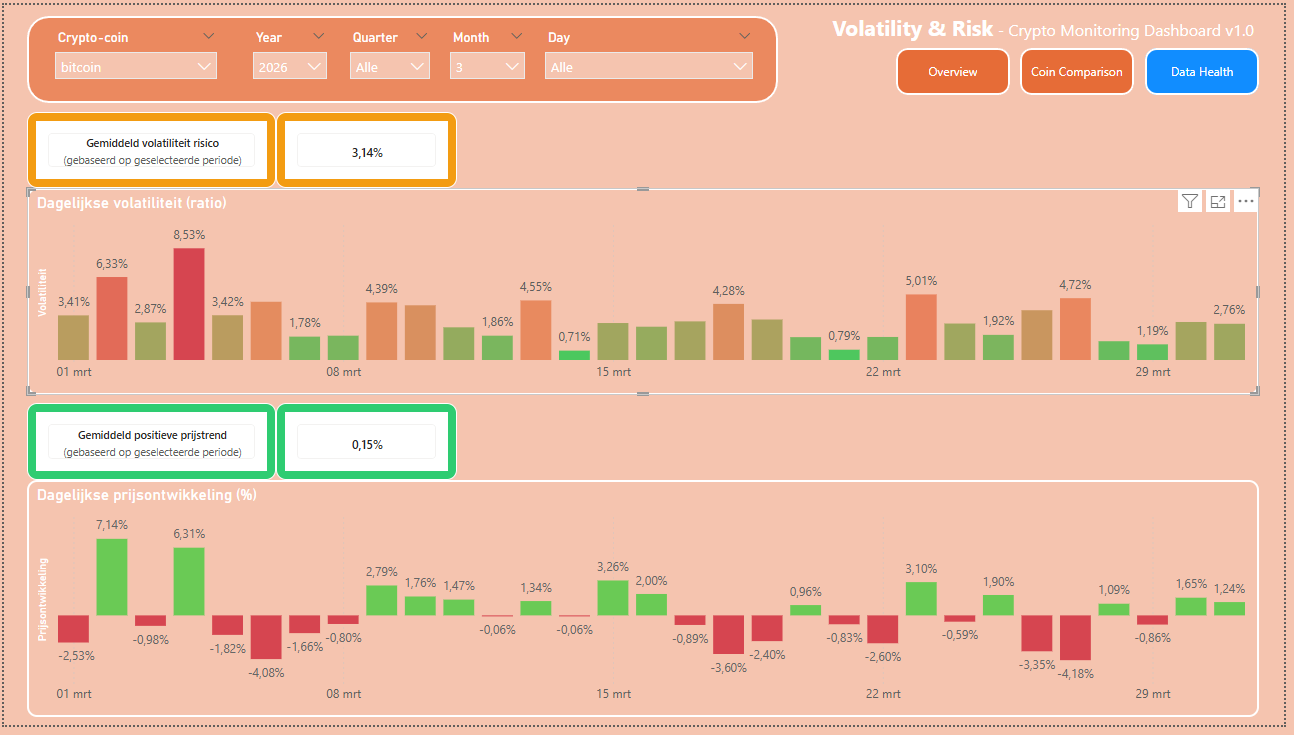 Volatility & Risk - Crypto Monitoring Dashboard v1.0
Crypto-coin Year Quarter Month Day
bitcoin 2026 Alle 3 Alle
Overview Coin Comparison Data Health
Gemiddeld volatiliteit risico
(gebaseerd op geselecteerde periode)
3,14%
Dagelijkse volatiliteit (ratio)
Volatiliteit
3,41% 6,33% 2,87% 8,53% 3,42% 1,78% 4,39% 1,86% 4,55% 0,71% 4,28% 0,79% 5,01% 1,92% 4,72% 1,19% 2,76%
01 mrt 08 mrt 15 mrt 22 mrt 29 mrt
Gemiddeld positieve prijstrend
(gebaseerd op geselecteerde periode)
0,15%
Dagelijkse prijsontwikkeling (%)
Prijsontwikkeling
-2,53% 7,14% -0,98% 6,31% -1,82% -4,08% -1,66% -0,80% 2,79% 1,76% 1,47% -0,06% 1,34% -0,06% 3,26% 2,00% -0,89% -3,60% -2,40% 0,96% -0,83% -2,60% 3,10% -0,59% 1,90% -3,35% -4,18% 1,09% -0,86% 1,65% 1,24%
01 mrt 08 mrt 15 mrt 22 mrt 29 mrt